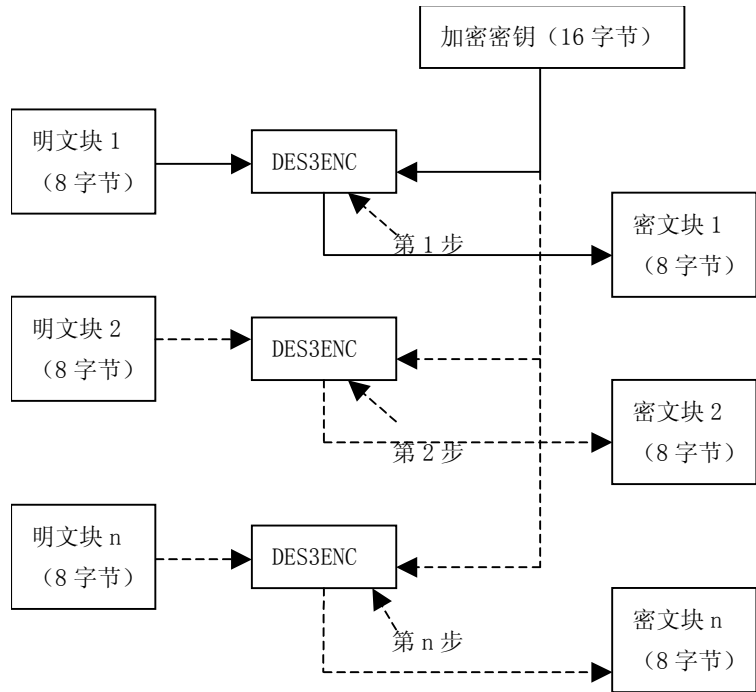 加密密钥（16 字节）
明文块 1
（8 字节）
DES3ENC
第 1 步
密文块 1
（8 字节）
明文块 2
（8 字节）
DES3ENC
第 2 步
密文块 2
（8 字节）
明文块 n
（8 字节）
DES3ENC
第 n 步
密文块 n
（8 字节）